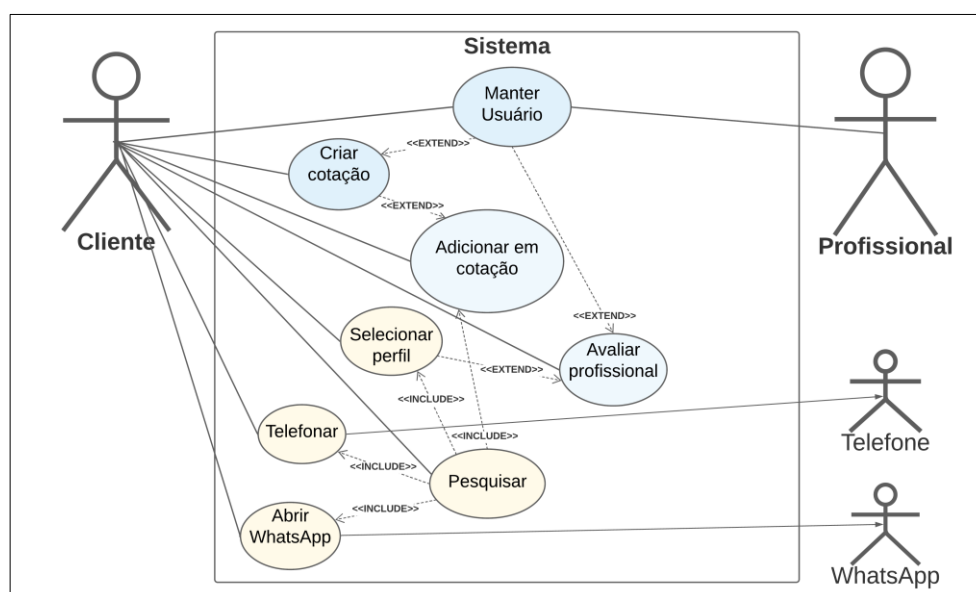 Sistema
Manter
Usuário
<<EXTEND>>
Criar
cotação
<<EXTEND>>
Cliente
Profissional
Adicionar em
cotação
<<EXTEND>>
Selecionar
perfil
Avaliar
profissional
<<EXTEND>>
<<INCLUDE>>
Telefonar
<<INCLUDE>>
Telefone
<<INCLUDE>>
Pesquisar
<<INCLUDE>>
Abrir
WhatsApp
WhatsApp